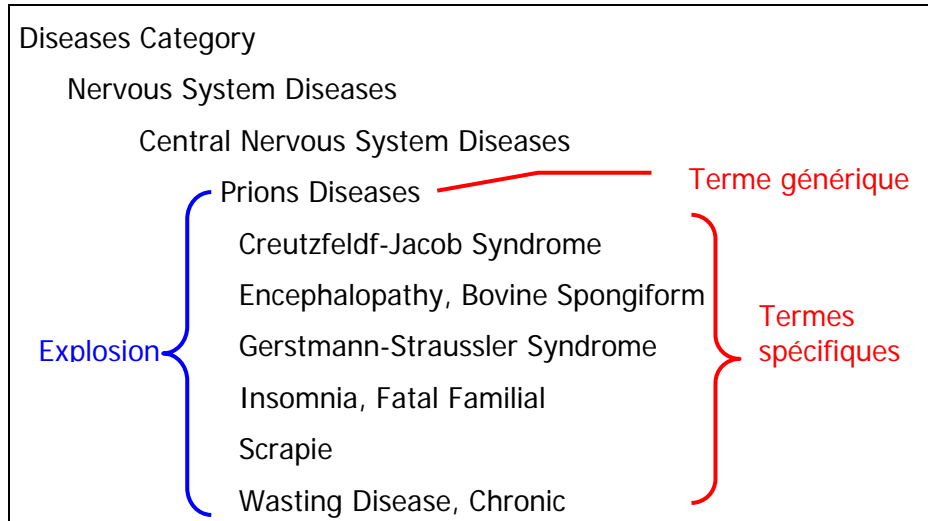 Diseases Category
Nervous System Diseases
Central Nervous System Diseases
Prions Diseases
Terme générique
Creutzfeldf-Jacob Syndrome
Encephalopathy, Bovine Spongiform
Termes
spécifiques
Explosion
Gerstmann-Straussler Syndrome
Insomnia, Fatal Familial
Scrapie
Wasting Disease, Chronic